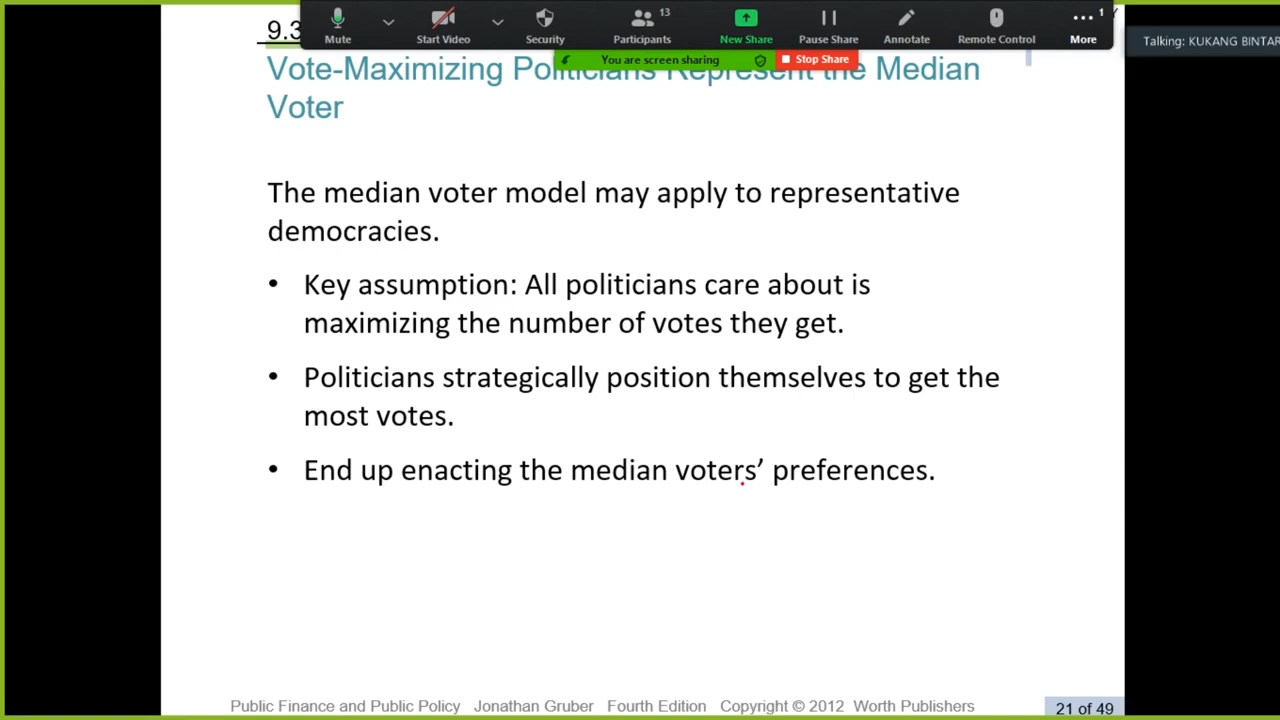 9.3
13
1
Mute
Start Video
Security
Participants
New Share
Pause Share
Annotate
Remote Control
More
Talking: KUKANG BINTAR
You are screen sharing
Stop Share
Vote-Maximizing Politicians Represent the Median
Voter
The median voter model may apply to representative
democracies.
• Key assumption: All politicians care about is
maximizing the number of votes they get.
• Politicians strategically position themselves to get the
most votes.
• End up enacting the median voters’ preferences.
Public Finance and Public Policy Jonathan Gruber Fourth Edition Copyright © 2012 Worth Publishers
21 of 49